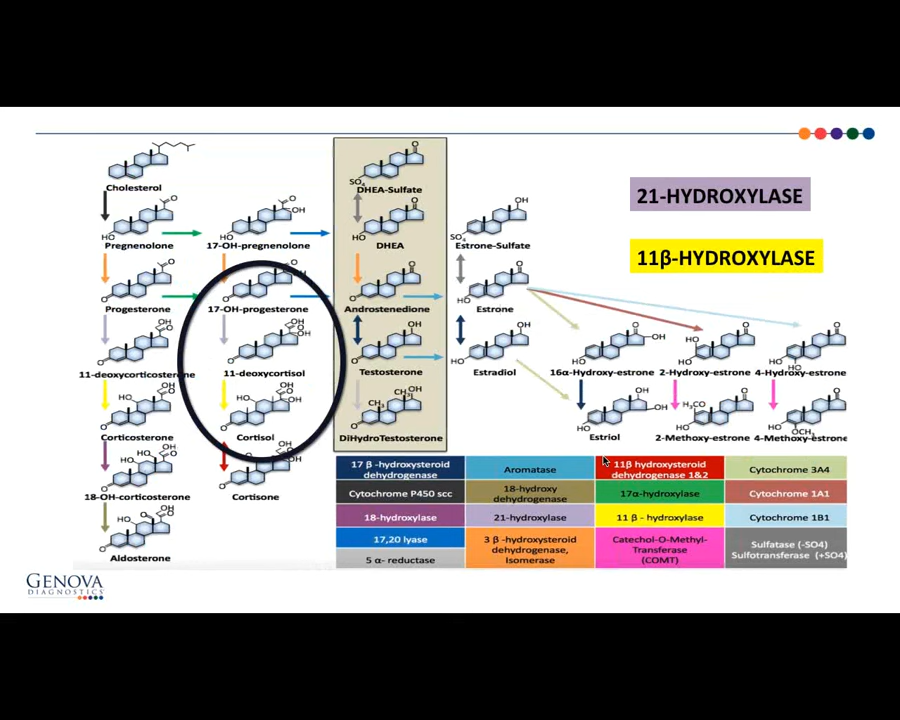 21-HYDROXYLASE
11β-HYDROXYLASE
Cholesterol
Pregnenolone
17-OH-pregnenolone
Progesterone
17-OH-progesterone
11-deoxycorticosterone
11-deoxycortisol
Corticosterone
Cortisol
18-OH-corticosterone
Cortisone
Aldosterone
DHEA-Sulfate
DHEA
Androstenedione
Testosterone
DiHydroTestosterone
Estrone-Sulfate
Estrone
Estradiol
16α-Hydroxy-estrone
2-Hydroxy-estrone
4-Hydroxy-estrone
Estriol
2-Methoxy-estrone
4-Methoxy-estrone
17 β -hydroxysteroid
dehydrogenase
Aromatase
11β hydroxysteroid
dehydrogenase 1&2
Cytochrome 3A4
Cytochrome P450 scc
18-hydroxy
dehydrogenase
17α-hydroxylase
Cytochrome 1A1
18-hydroxylase
21-hydroxylase
11 β - hydroxylase
Cytochrome 1B1
17,20 lyase
5 α- reductase
3 β -hydroxysteroid
dehydrogenase,
Isomerase
Catechol-O-Methyl-
Transferase
(COMT)
Sulfatase (-SO4)
Sulfotransferase (+SO4)
GENOVA
DIAGNOSTICS